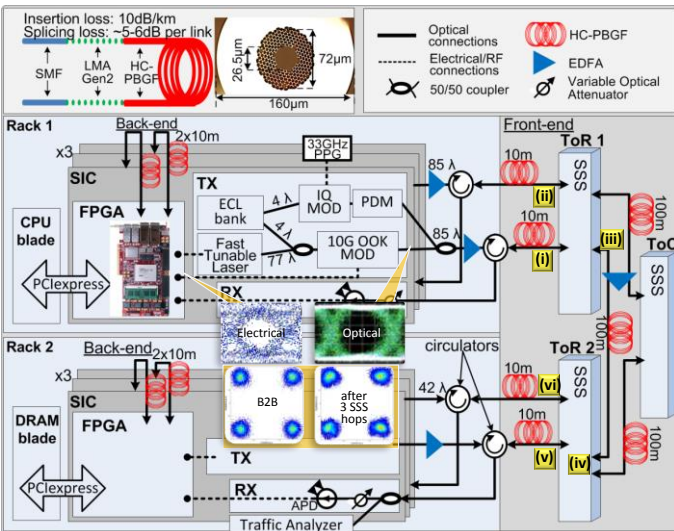 Insertion loss: 10dB/km
Splicing loss: ~5-6dB per link
SMF
LMA
Gen2
HC-
PBGF
26.5µm
72µm
160µm
Optical
connections
Electrical/RF
connections
50/50 coupler
HC-PBGF
EDFA
Variable Optical
Attenuator
Rack 1
Back-end
2x10m
x3
SIC
FPGA
CPU
blade
PCIexpress
33GHz
PPG
TX
ECL
bank
4 λ
IQ
MOD
PDM
4 λ
77 λ
Fast
Tunable
Laser
10G OOK
MOD
RX
85 λ
85 λ
Front-end
ToR 1
10m
(ii)
SSS
10m
(i)
(iii)
100m
ToC
SSS
100m
Electrical
Optical
B2B
after
3 SSS
hops
Rack 2
Back-end
2x10m
x3
SIC
FPGA
DRAM
blade
PCIexpress
TX
RX
APD
Traffic Analyzer
circulators
42 λ
ToR 2
(vi)
10m
SSS
10m
(v)
(iv)
100m